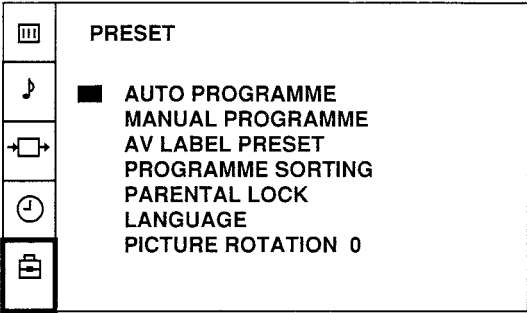 PRESET
AUTO PROGRAMME
MANUAL PROGRAMME
AV LABEL PRESET
PROGRAMME SORTING
PARENTAL LOCK
LANGUAGE
PICTURE ROTATION 0